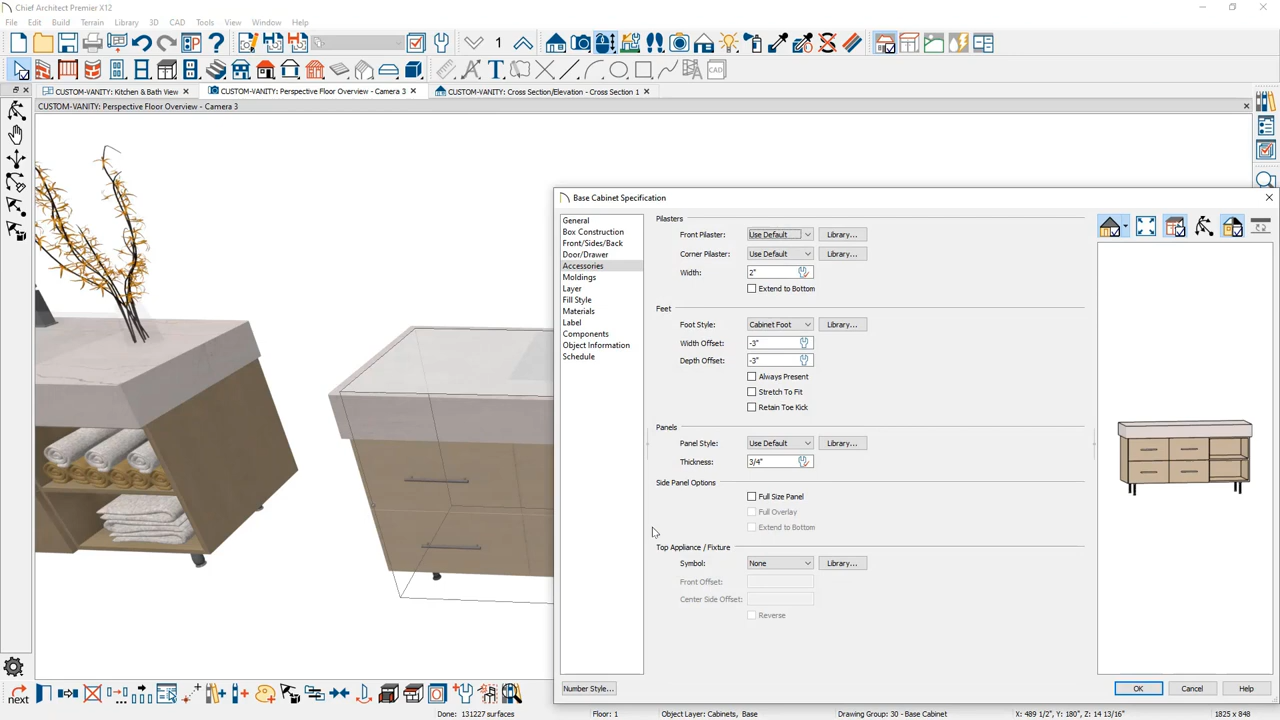 Chief Architect Premier X12
File Edit Build Terrain Library 3D CAD Tools View Window Help
1
CUSTOM-VANITY: Kitchen & Bath View
CUSTOM-VANITY: Perspective Floor Overview - Camera 3
CUSTOM-VANITY: Cross Section/Elevation - Cross Section 1
CUSTOM-VANITY: Perspective Floor Overview - Camera 3
Base Cabinet Specification
General
Box Construction
Front/Sides/Back
Door/Drawer
Accessories
Moldings
Layer
Fill Style
Materials
Label
Components
Object Information
Schedule
Pilasters
Front Pilaster: Use Default Library...
Corner Pilaster: Use Default Library...
Width: 2"
Extend to Bottom
Feet
Foot Style: Cabinet Foot Library...
Width Offset: -3"
Depth Offset: -3"
Always Present
Stretch To Fit
Retain Toe Kick
Panels
Panel Style: Use Default Library...
Thickness: 3/4"
Side Panel Options
Full Size Panel
Full Overlay
Extend to Bottom
Top Appliance / Fixture
Symbol: None Library...
Front Offset:
Center Side Offset:
Reverse
Number Style... OK Cancel Help
next
Done: 131227 surfaces Floor: 1 Object Layer: Cabinets, Base Drawing Group: 30 - Base Cabinet X: 489 1/2", Y: 180", Z: 14 13/16" 1825 x 848